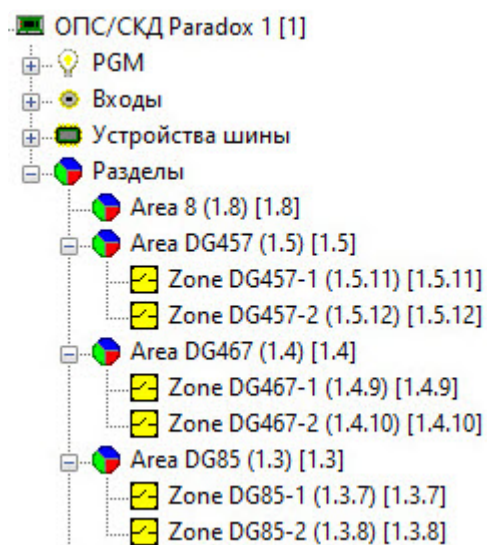 ОПС/СКД Paradox 1 [1]
PGM
Входы
Устройства шины
Разделы
Area 8 (1.8) [1.8]
Area DG457 (1.5) [1.5]
Zone DG457-1 (1.5.11) [1.5.11]
Zone DG457-2 (1.5.12) [1.5.12]
Area DG467 (1.4) [1.4]
Zone DG467-1 (1.4.9) [1.4.9]
Zone DG467-2 (1.4.10) [1.4.10]
Area DG85 (1.3) [1.3]
Zone DG85-1 (1.3.7) [1.3.7]
Zone DG85-2 (1.3.8) [1.3.8]